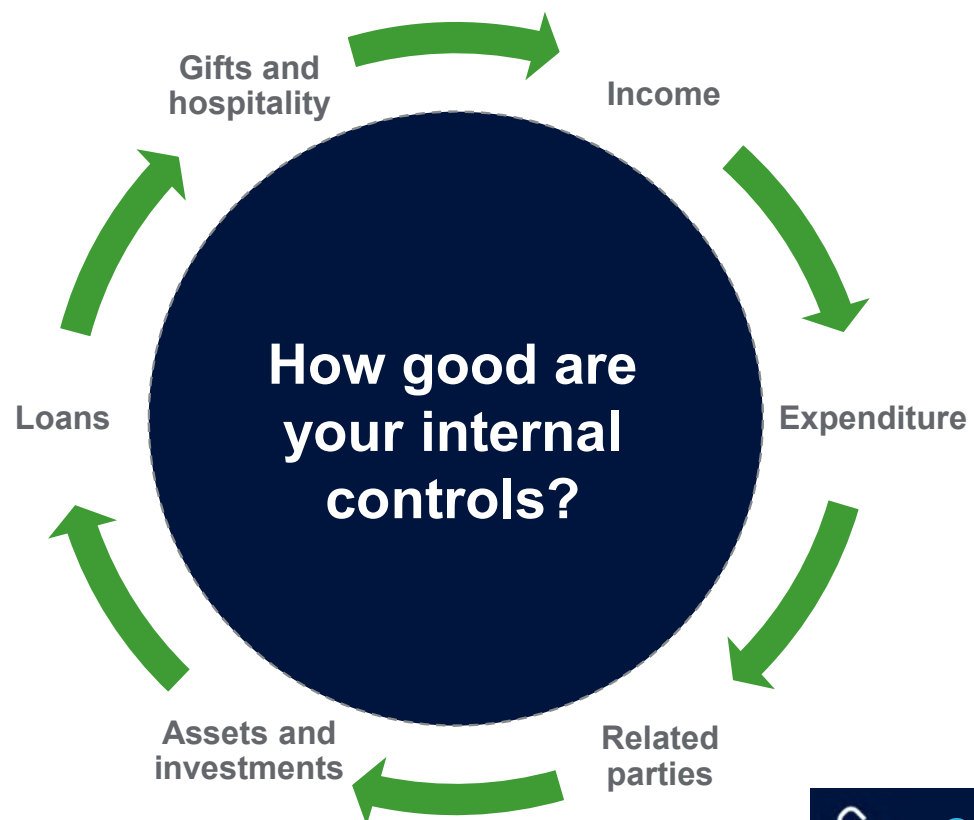 Gifts and
hospitality
Income
Expenditure
Related
parties
Assets and
investments
Loans
How good are
your internal
controls?